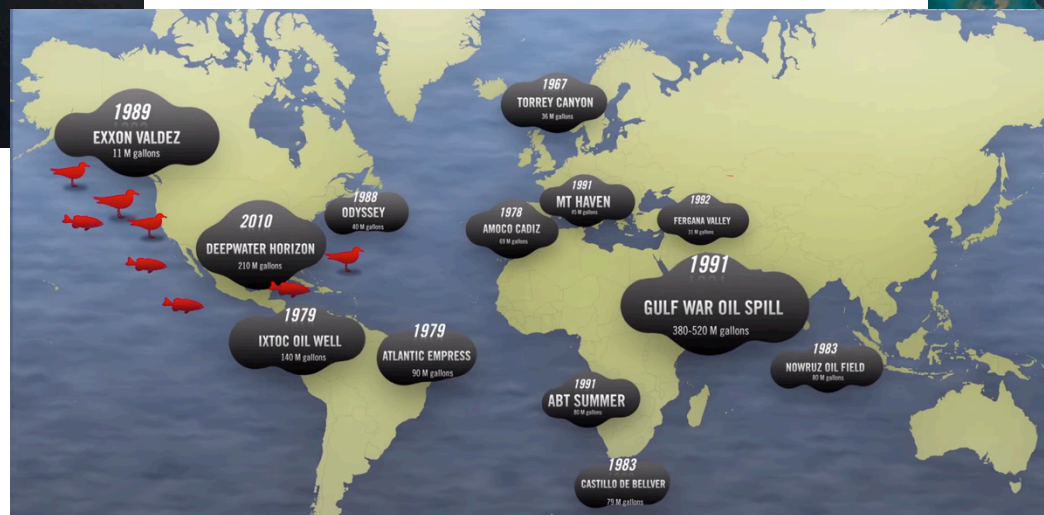 1967
TORREY CANYON
36 M gallons
1989
EXXON VALDEZ
11 M gallons
1988
ODYSSEY
40 M gallons
1991
MT HAVEN
45 M gallons
1978
AMOCO CADIZ
69 M gallons
1992
FERGANA VALLEY
2010
DEEPWATER HORIZON
210 M gallons
1991
GULF WAR OIL SPILL
380-520 M gallons
1979
IXTOC OIL WELL
140 M gallons
1979
ATLANTIC EMPRESS
90 M gallons
1983
NOWRUZ OIL FIELD
80 M gallons
1991
ABT SUMMER
80 M gallons
1983
CASTILLO DE BELLVER
79 M gallons